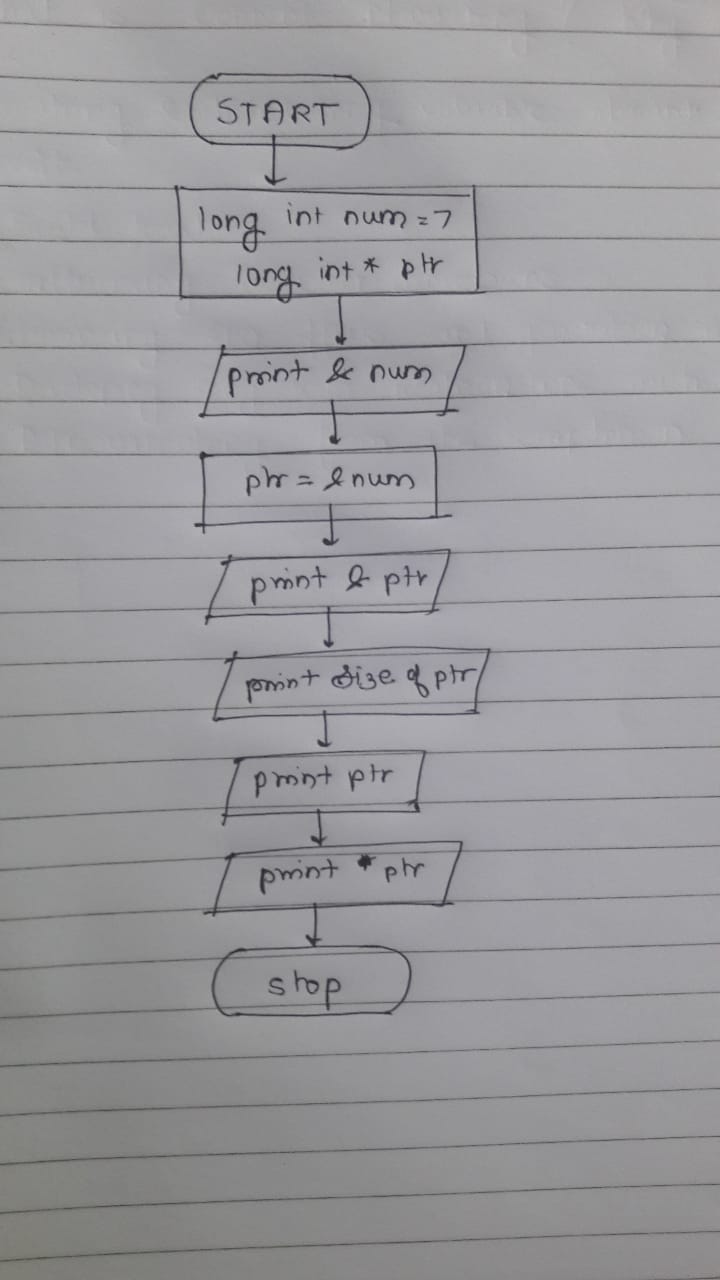 START
long int num = 7
long int * ptr
print & num
ptr = & num
print & ptr
print size of ptr
print ptr
print * ptr
stop